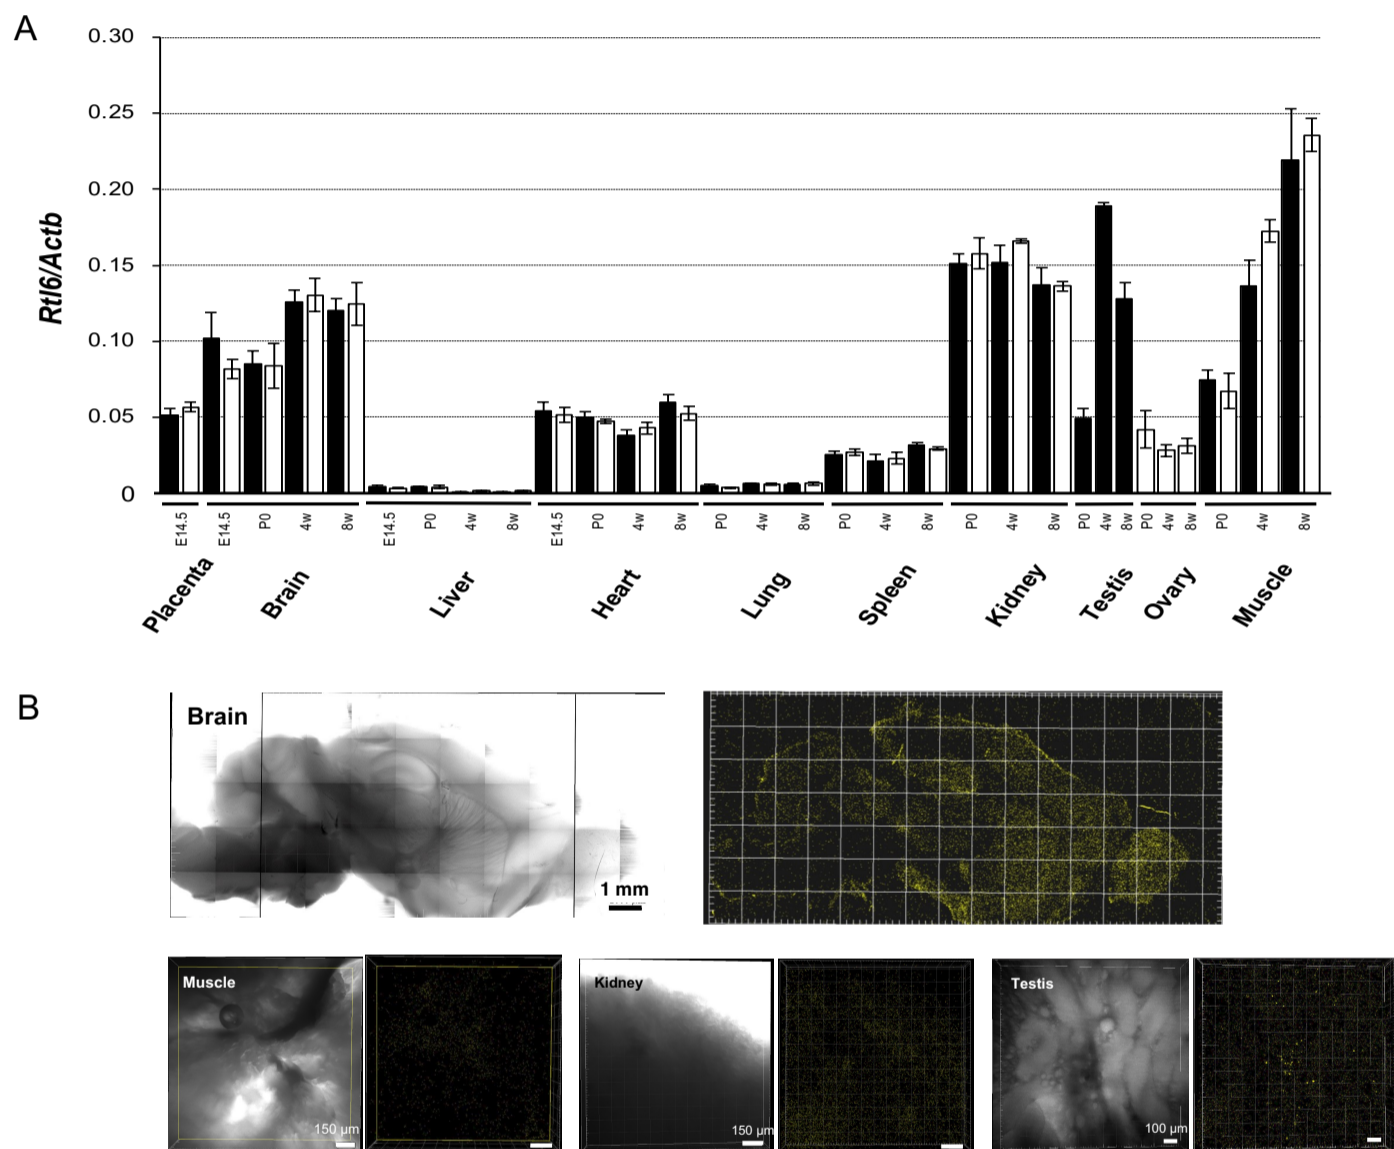 A
0.30
0.25
0.20
0.15
0.10
0.05
0
Rtl6/Actb
E14.5
E14.5 P0 4w 8w
E14.5 P0 4w 8w
E14.5 P0 4w 8w
P0 4w 8w
P0 4w 8w
P0 4w 8w
P0 4w 8w
P0 4w 8w
P0 4w 8w
Placenta Brain Liver Heart Lung Spleen Kidney Testis Ovary Muscle
B
Brain
1 mm
Muscle
150 µm
Kidney
150 µm
Testis
100 µm